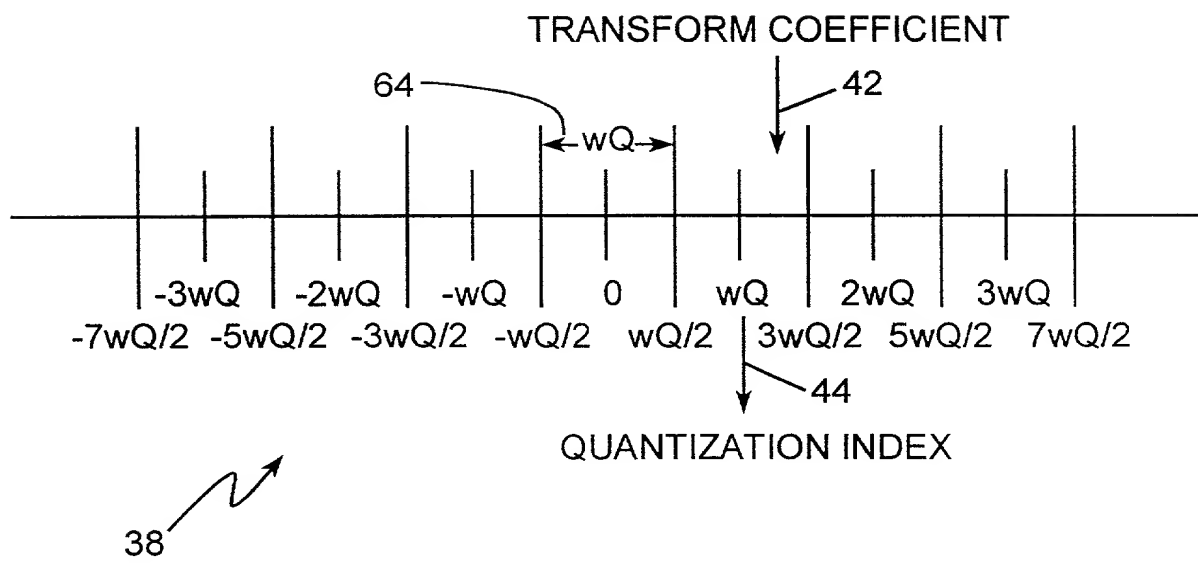 TRANSFORM COEFFICIENT
64
42
wQ
-3wQ -2wQ -wQ 0 wQ 2wQ 3wQ
-7wQ/2 -5wQ/2 -3wQ/2 -wQ/2 wQ/2 3wQ/2 5wQ/2 7wQ/2
44
QUANTIZATION INDEX
38